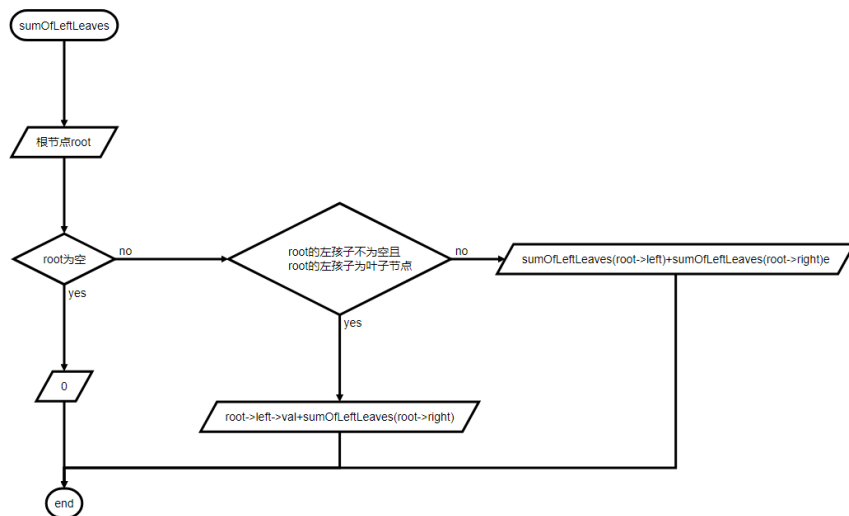 sumOfLeftLeaves
根节点root
root为空
no
root的左孩子不为空且
root的左孩子为叶子节点
no
sumOfLeftLeaves(root->left)+sumOfLeftLeaves(root->right)e
yes
yes
0
root->left->val+sumOfLeftLeaves(root->right)
end